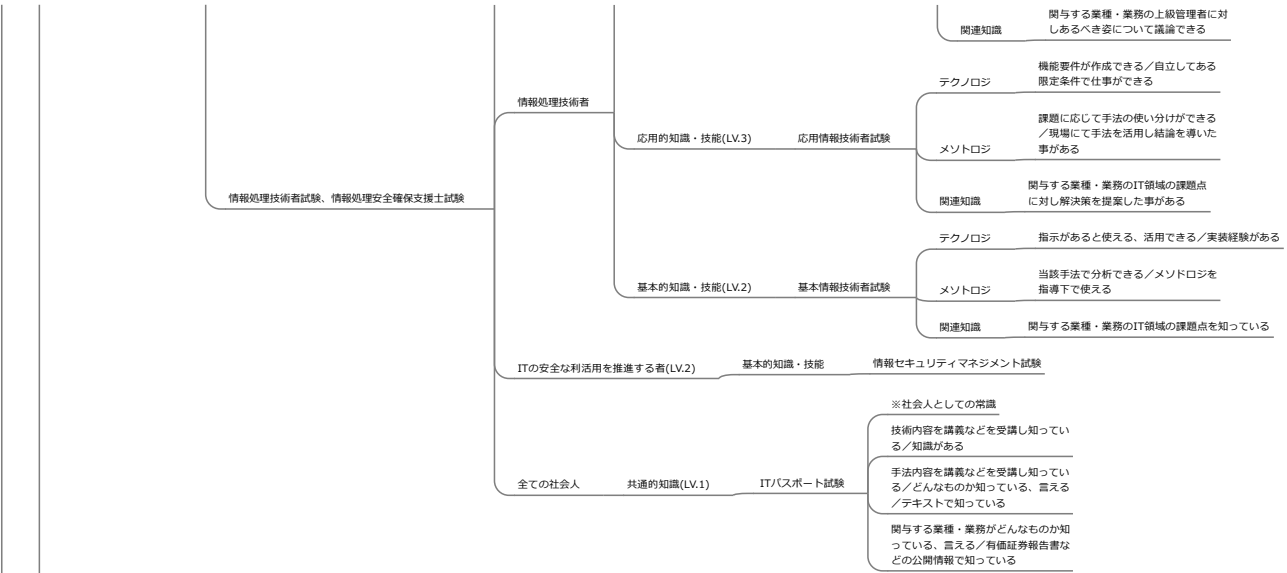 関与する業種・業務の上級管理者に対
しあるべき姿について議論できる
関連知識
機能要件が作成できる／自立してある
限定条件で仕事ができる
テクノロジ
情報処理技術者
課題に応じて手法の使い分けができる
／現場にて手法を活用し結論を導いた
事がある
応用的知識・技能(LV.3)
応用情報技術者試験
メソトロジ
関与する業種・業務のIT領域の課題点
に対し解決策を提案した事がある
関連知識
情報処理技術者試験、情報処理安全確保支援士試験
テクノロジ
指示があると使える、活用できる／実装経験がある
当該手法で分析できる／メソドロジを
指導下で使える
基本的知識・技能(LV.2)
基本情報技術者試験
メソトロジ
関連知識
関与する業種・業務のIT領域の課題点を知っている
ITの安全な利活用を推進する者(LV.2)
基本的知識・技能
情報セキュリティマネジメント試験
※社会人としての常識
技術内容を講義などを受講し知ってい
る／知識がある
手法内容を講義などを受講し知ってい
る／どんなものか知っている、言える
／テキストで知っている
全ての社会人
共通的知識(LV.1)
ITパスポート試験
関与する業種・業務がどんなものか知
っている、言える／有価証券報告書な
どの公開情報で知っている